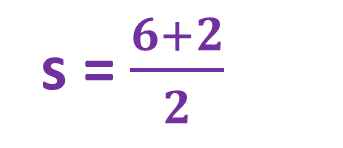 s = (6+2)/2